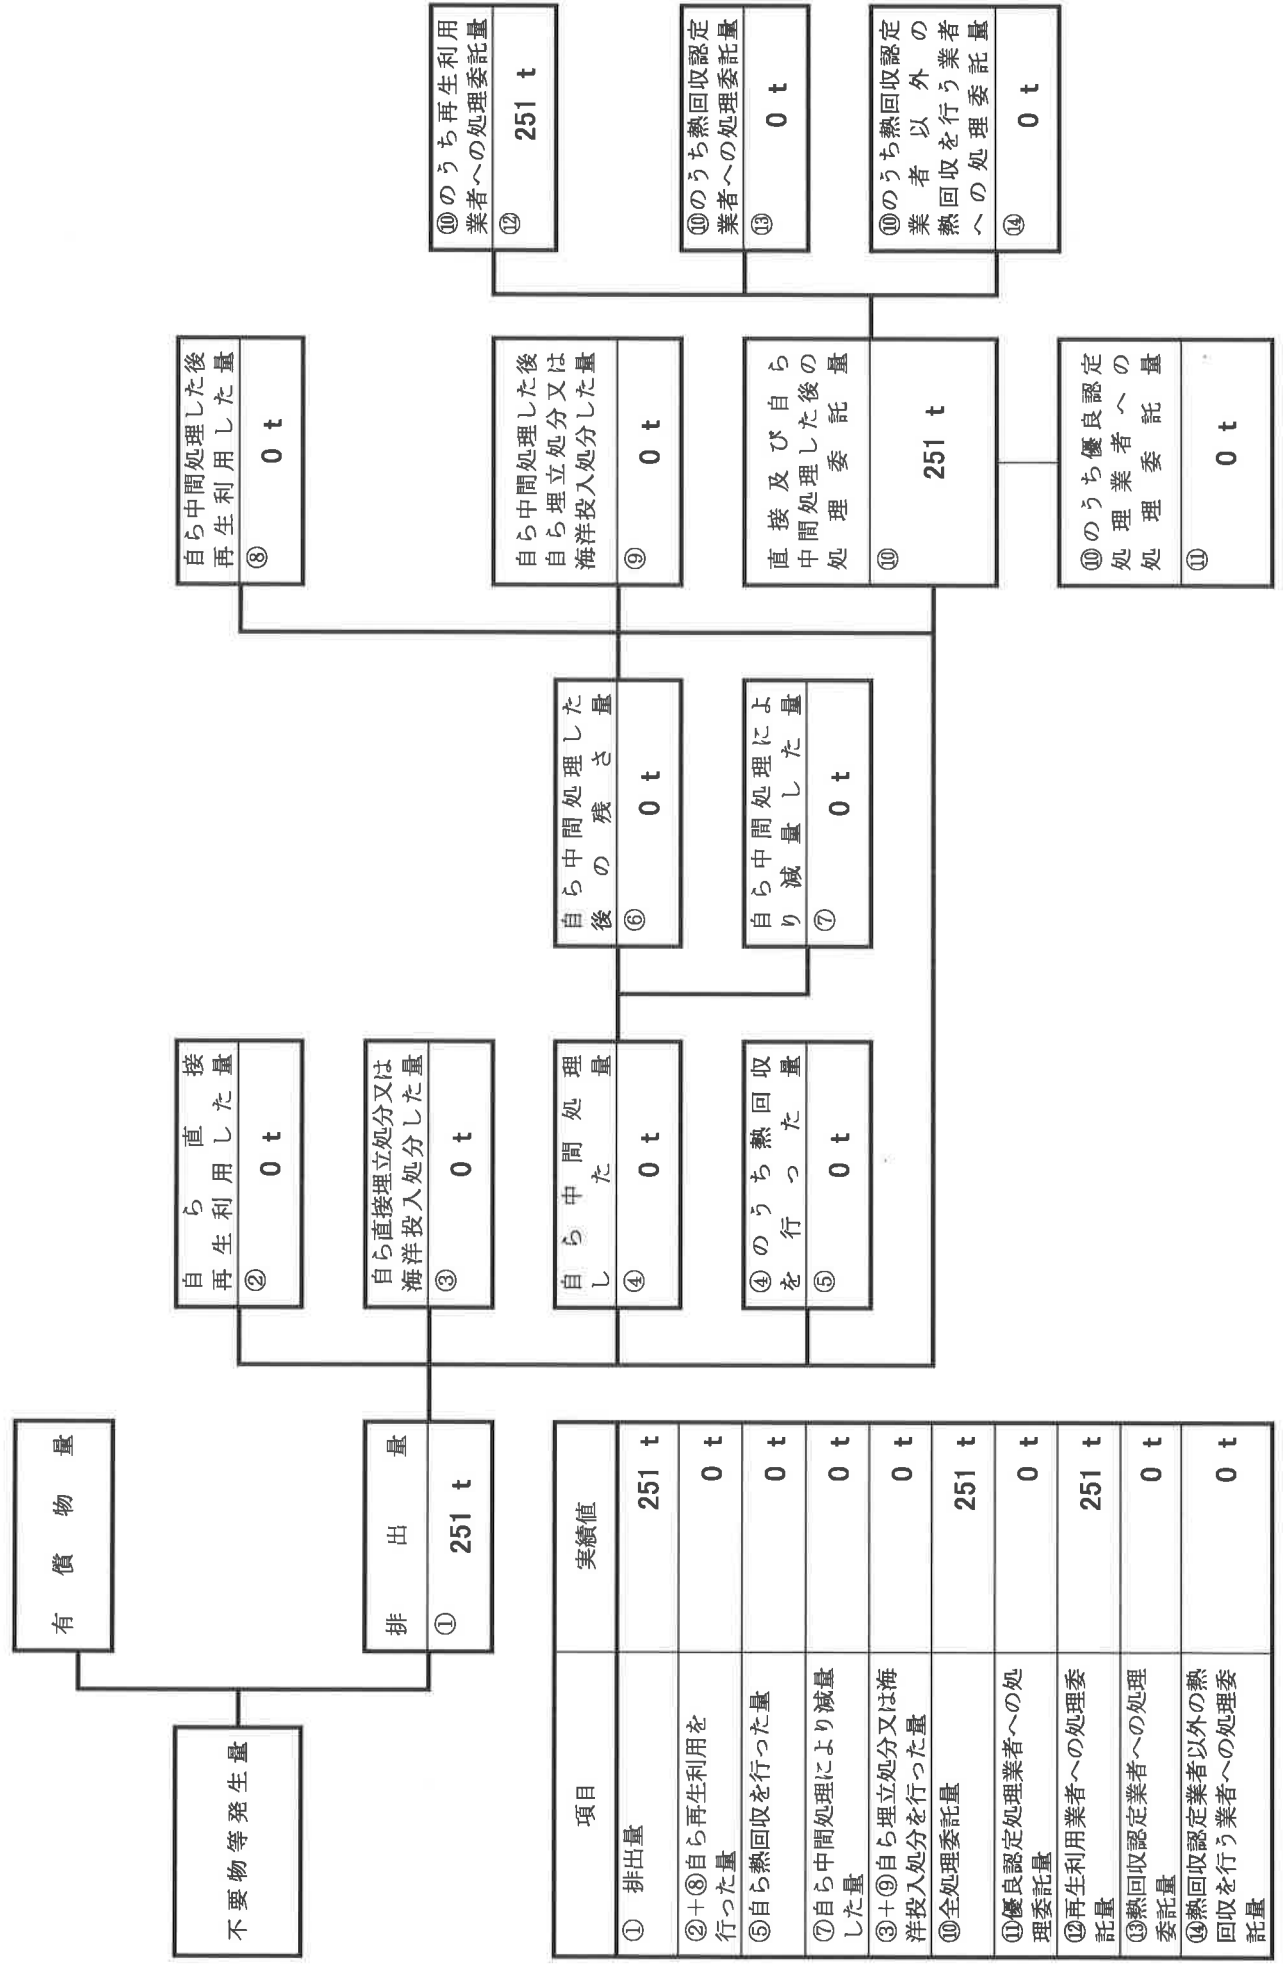 有償物量
不要物等発生量
排出量
① 251 t
自ら直接
再生利用した量
② 0 t
自ら直接埋立処分又は
海洋投入処分した量
③ 0 t
自ら中間処理
した量
④ 0 t
④のうち熱回収
を行った量
⑤ 0 t
自ら中間処理した
後の残さ量
⑥ 0 t
自ら中間処理によ
り減量した量
⑦ 0 t
自ら中間処理した後
再生利用した量
⑧ 0 t
自ら中間処理した後
自ら埋立処分又は
海洋投入処分した量
⑨ 0 t
直接及び自ら
中間処理した後の
処理委託量
⑩ 251 t
⑩のうち優良認定
処理業者への
処理委託量
⑪ 0 t
⑩のうち再生利用
業者への処理委託量
⑫ 251 t
⑩のうち熱回収認定
業者への処理委託量
⑬ 0 t
⑩のうち熱回収認定
業者以外の
熱回収を行う業者
への処理委託量
⑭ 0 t
項目 実績値
① 排出量 251 t
②+⑧自ら再生利用を
行った量 0 t
⑤自ら熱回収を行った量 0 t
⑦自ら中間処理により減量
した量 0 t
③+⑨自ら埋立処分又は海
洋投入処分を行った量 0 t
⑩全処理委託量 251 t
⑪優良認定処理業者への処
理委託量 0 t
⑫再生利用業者への処理委
託量 251 t
⑬熱回収認定業者への処理
委託量 0 t
⑭熱回収認定業者以外の熱
回収を行う業者への処理委
託量 0 t